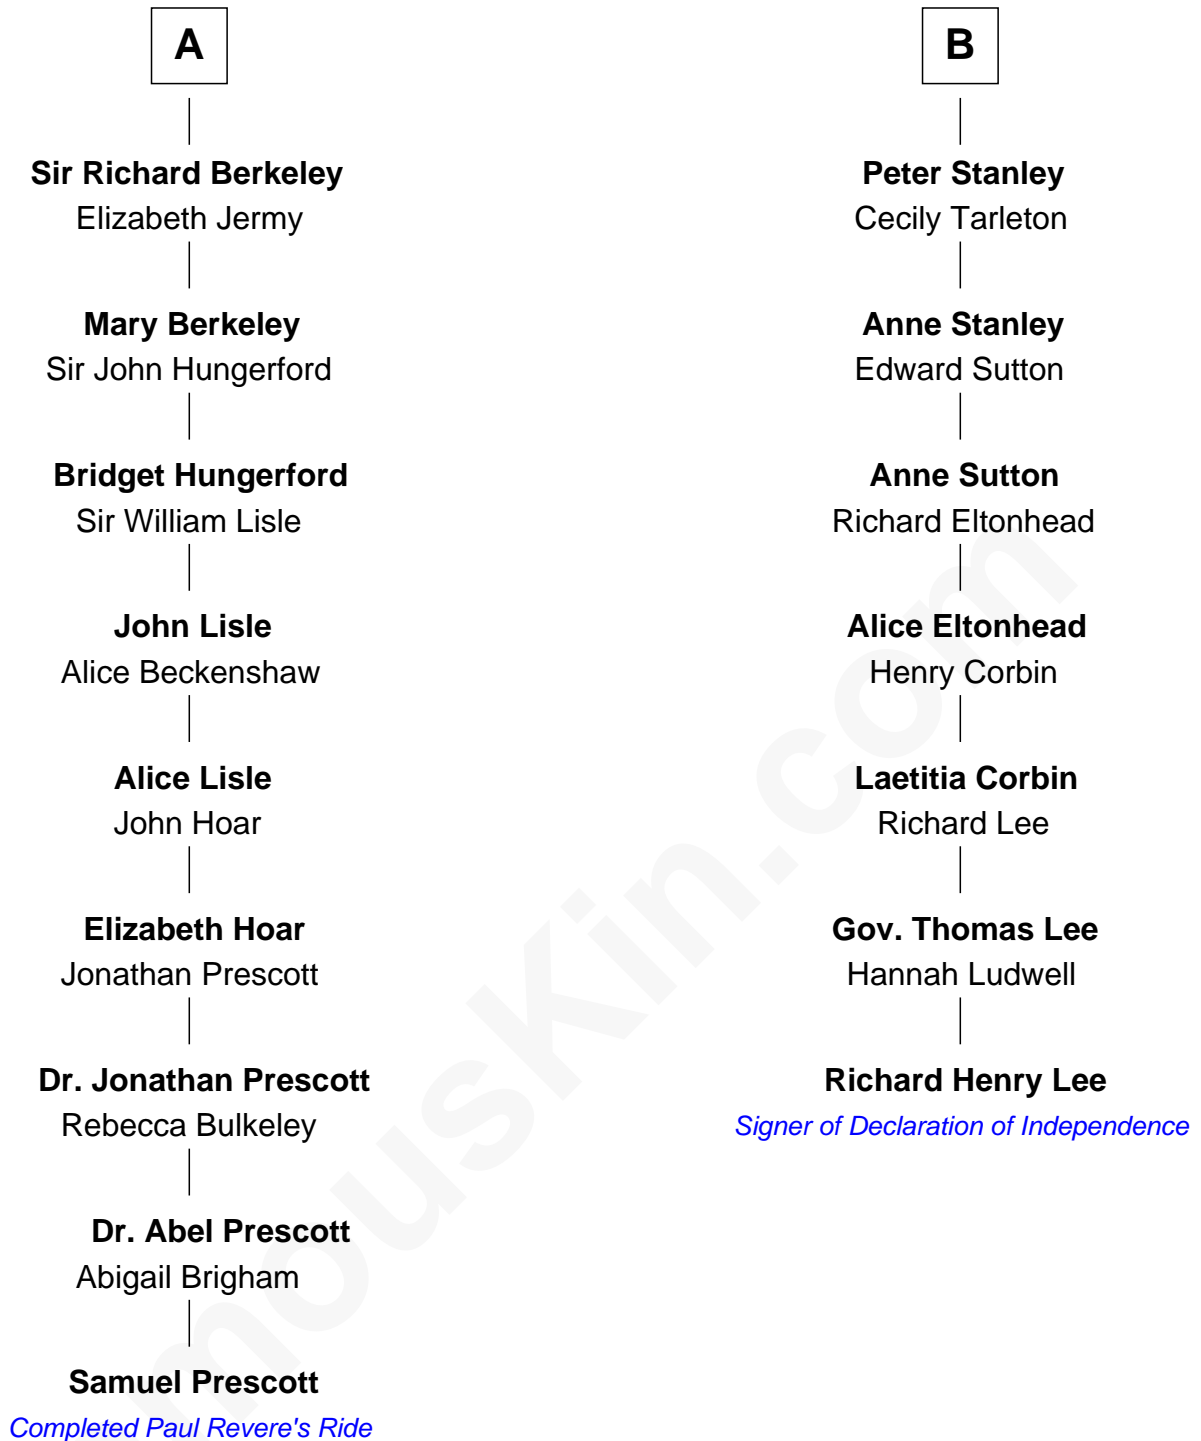 A
Sir Richard Berkeley
Elizabeth Jermy
Mary Berkeley
Sir John Hungerford
Bridget Hungerford
Sir William Lisle
John Lisle
Alice Beckenshaw
Alice Lisle
John Hoar
Elizabeth Hoar
Jonathan Prescott
Dr. Jonathan Prescott
Rebecca Bulkeley
Dr. Abel Prescott
Abigail Brigham
Samuel Prescott
Completed Paul Revere's Ride
B
Peter Stanley
Cecily Tarleton
Anne Stanley
Edward Sutton
Anne Sutton
Richard Eltonhead
Alice Eltonhead
Henry Corbin
Laetitia Corbin
Richard Lee
Gov. Thomas Lee
Hannah Ludwell
Richard Henry Lee
Signer of Declaration of Independence
mousKin.com